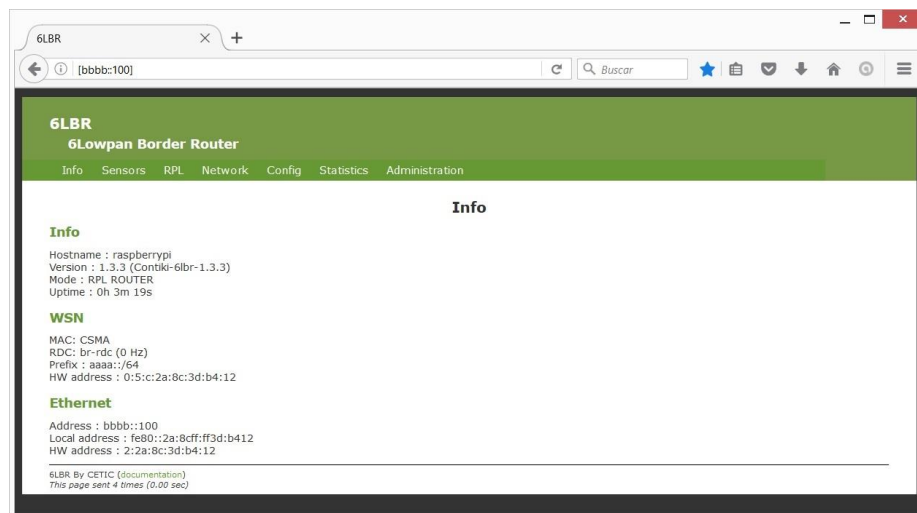 6LBR
[bbbb::100]
Buscar
6LBR
6Lowpan Border Router
Info Sensors RPL Network Config Statistics Administration
Info
Info
Hostname : raspberrypi
Version : 1.3.3 (Contiki-6lbr-1.3.3)
Mode : RPL ROUTER
Uptime : 0h 3m 19s
WSN
MAC: CSMA
RDC: br-rdc (0 Hz)
Prefix : aaaa::/64
HW address : 0:5:c:2a:8c:3d:b4:12
Ethernet
Address : bbbb::100
Local address : fe80::2a:8cff:ff3d:b412
HW address : 2:2a:8c:3d:b4:12
6LBR By CETIC (documentation)
This page sent 4 times (0.00 sec)